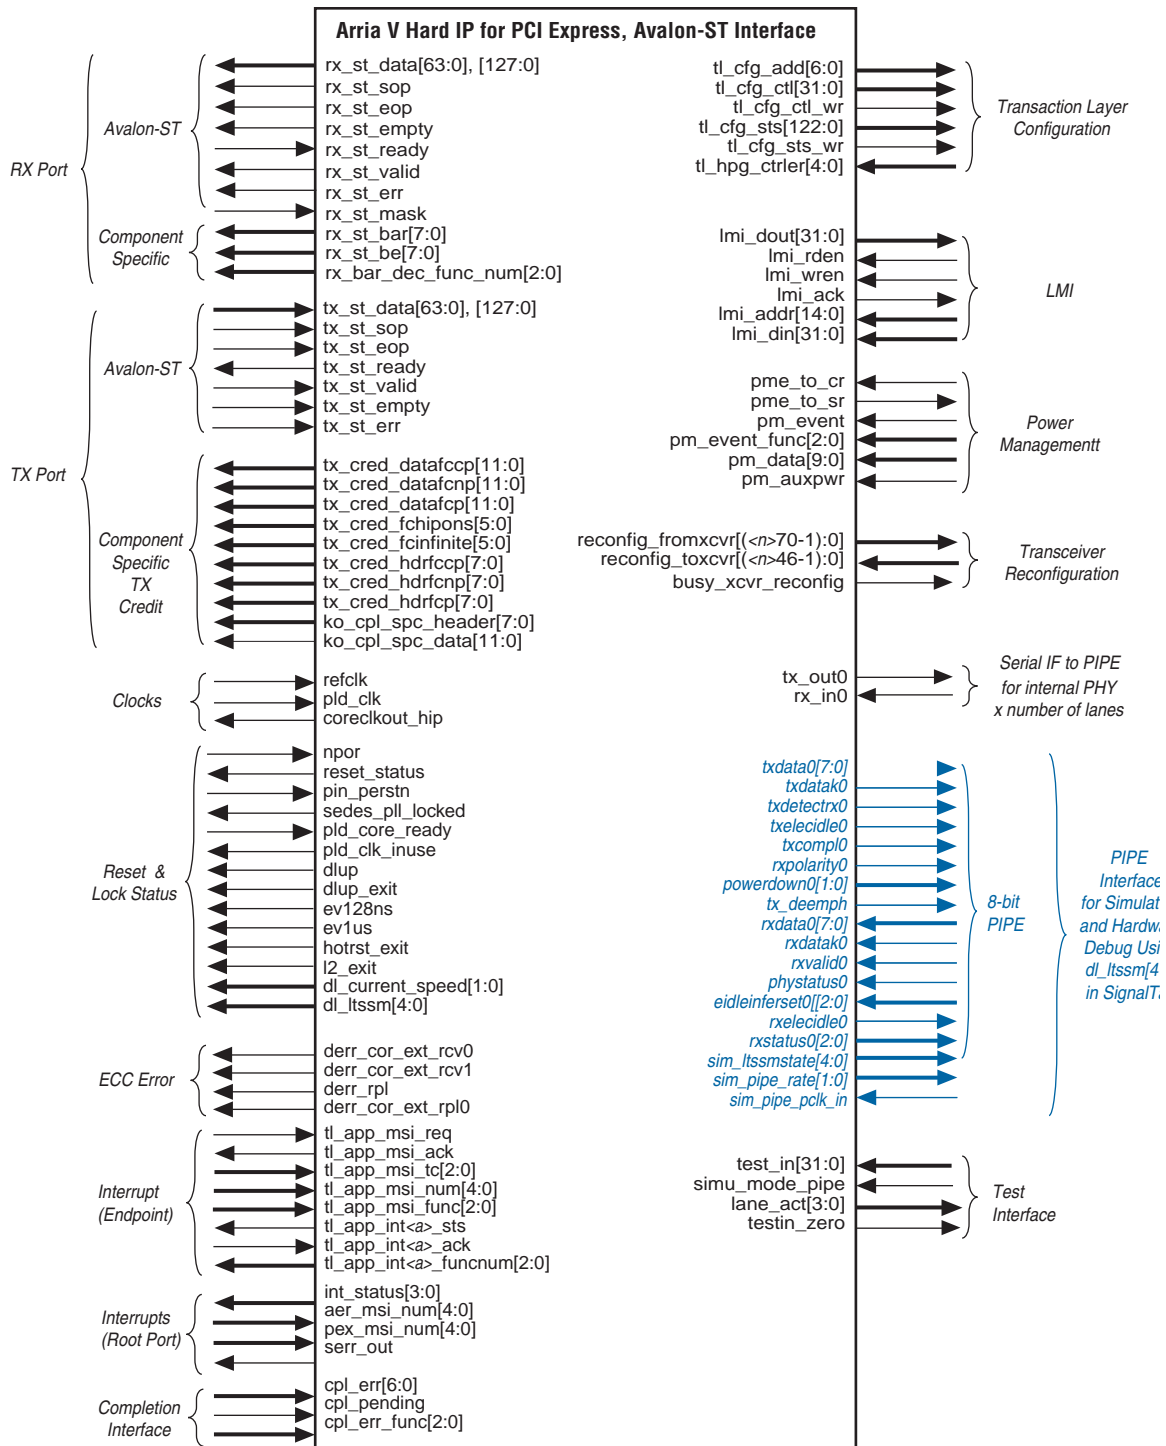 Arria V Hard IP for PCI Express, Avalon-ST Interface
RX Port
Avalon-ST
rx_st_data[63:0], [127:0]
rx_st_sop
rx_st_eop
rx_st_empty
rx_st_ready
rx_st_valid
rx_st_err
rx_st_mask
Component
Specific
rx_st_bar[7:0]
rx_st_be[7:0]
rx_bar_dec_func_num[2:0]
TX Port
Avalon-ST
tx_st_data[63:0], [127:0]
tx_st_sop
tx_st_eop
tx_st_ready
tx_st_valid
tx_st_empty
tx_st_err
Component
Specific
TX
Credit
tx_cred_datafccp[11:0]
tx_cred_datafcnp[11:0]
tx_cred_datafcp[11:0]
tx_cred_fchipons[5:0]
tx_cred_fcinfinite[5:0]
tx_cred_hdrfccp[7:0]
tx_cred_hdrfcnp[7:0]
tx_cred_hdrfcp[7:0]
ko_cpl_spc_header[7:0]
ko_cpl_spc_data[11:0]
Clocks
refclk
pld_clk
coreclkout_hip
Reset &
Lock Status
npor
reset_status
pin_perstn
sedes_pll_locked
pld_core_ready
pld_clk_inuse
dlup
dlup_exit
ev128ns
ev1us
hotrst_exit
l2_exit
dl_current_speed[1:0]
dl_ltssm[4:0]
ECC Error
derr_cor_ext_rcv0
derr_cor_ext_rcv1
derr_rpl
derr_cor_ext_rpl0
Interrupt
(Endpoint)
tl_app_msi_req
tl_app_msi_ack
tl_app_msi_tc[2:0]
tl_app_msi_num[4:0]
tl_app_msi_func[2:0]
tl_app_int<a>_sts
tl_app_int<a>_ack
tl_app_int<a>_funcnum[2:0]
Interrupts
(Root Port)
int_status[3:0]
aer_msi_num[4:0]
pex_msi_num[4:0]
serr_out
Completion
Interface
cpl_err[6:0]
cpl_pending
cpl_err_func[2:0]
tl_cfg_add[6:0]
tl_cfg_ctl[31:0]
tl_cfg_ctl_wr
tl_cfg_sts[122:0]
tl_cfg_sts_wr
tl_hpg_ctrler[4:0]
Transaction Layer
Configuration
lmi_dout[31:0]
lmi_rden
lmi_wren
lmi_ack
lmi_addr[14:0]
lmi_din[31:0]
LMI
pme_to_cr
pme_to_sr
pm_event
pm_event_func[2:0]
pm_data[9:0]
pm_auxpwr
Power
Managementt
reconfig_fromxcvr[(<n>70-1):0]
reconfig_toxcvr[(<n>46-1):0]
busy_xcvr_reconfig
Transceiver
Reconfiguration
tx_out0
rx_in0
Serial IF to PIPE
for internal PHY
x number of lanes
txdata0[7:0]
txdatak0
txdetectrx0
txelecidle0
txcompl0
rxpolarity0
powerdown0[1:0]
tx_deemph
rxdata0[7:0]
rxdatak0
rxvalid0
phystatus0
eidleinferset0[[2:0]
rxelecidle0
rxstatus0[2:0]
sim_ltssmstate[4:0]
sim_pipe_rate[1:0]
sim_pipe_pclk_in
8-bit
PIPE
PIPE
Interface
for Simulat
and Hardwa
Debug Usi
dl_ltssm[4
in SignalTa
test_in[31:0]
simu_mode_pipe
lane_act[3:0]
testin_zero
Test
Interface